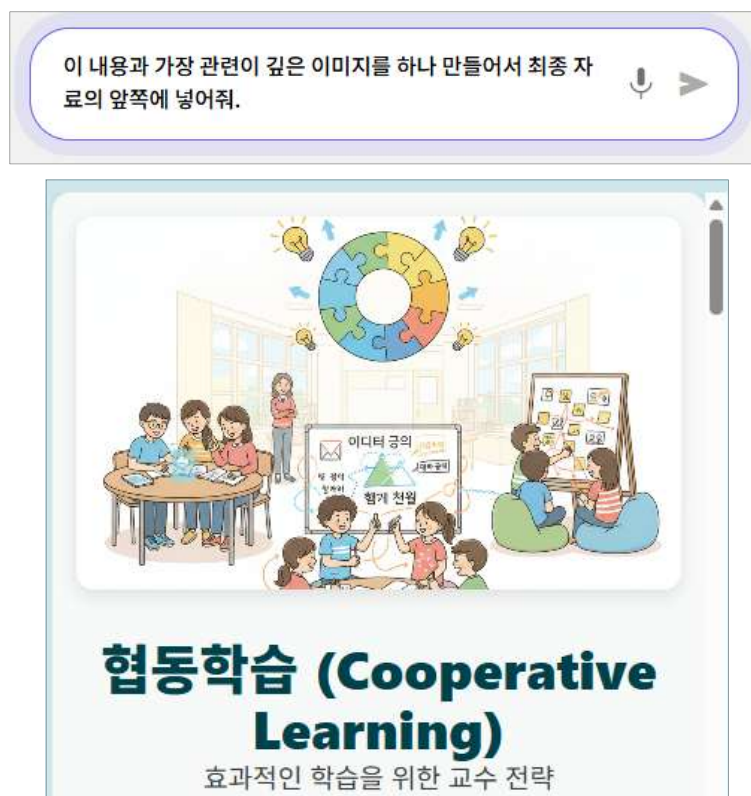 이 내용과 가장 관련이 깊은 이미지를 하나 만들어서 최종 자
료의 앞쪽에 넣어줘.
이디터 긍의
햄게 천월
협동학습 (Cooperative
Learning)
효과적인 학습을 위한 교수 전략